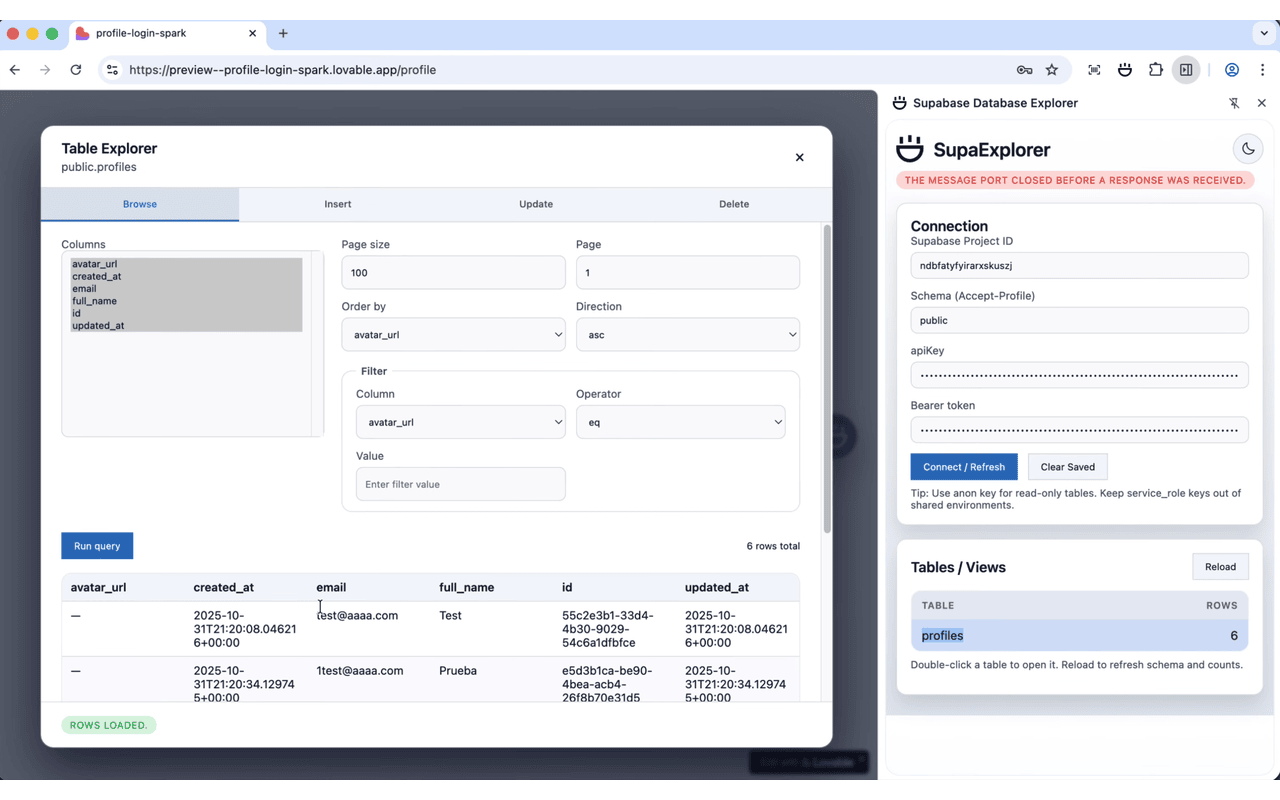 profile-login-spark
https://preview--profile-login-spark.lovable.app/profile
Table Explorer
public.profiles
Browse
Insert
Update
Delete
Columns
avatar_url
created_at
email
full_name
id
updated_at
Page size
100
Page
1
Order by
avatar_url
Direction
asc
Filter
Column
avatar_url
Operator
eq
Value
Enter filter value
Run query
6 rows total
avatar_url created_at email full_name id updated_at
— 2025-10- test@aaaa.com Test 55c2e3b1-33d4- 2025-10-
31T21:20:08.04621 4b30-9029- 31T21:20:08.04621
6+00:00 54c6a1dfbfce 6+00:00
— 2025-10- 1test@aaaa.com Prueba e5d3b1ca-be90- 2025-10-
31T21:20:34.12974 4bea-acb4- 31T21:20:34.12974
5+00:00 26f8b70e31d5 5+00:00
ROWS LOADED.
Supabase Database Explorer
SupaExplorer
THE MESSAGE PORT CLOSED BEFORE A RESPONSE WAS RECEIVED.
Connection
Supabase Project ID
ndbfatyfyirarxskuszj
Schema (Accept-Profile)
public
apiKey
Bearer token
Connect / Refresh
Clear Saved
Tip: Use anon key for read-only tables. Keep service_role keys out of
shared environments.
Tables / Views
Reload
TABLE ROWS
profiles 6
Double-click a table to open it. Reload to refresh schema and counts.